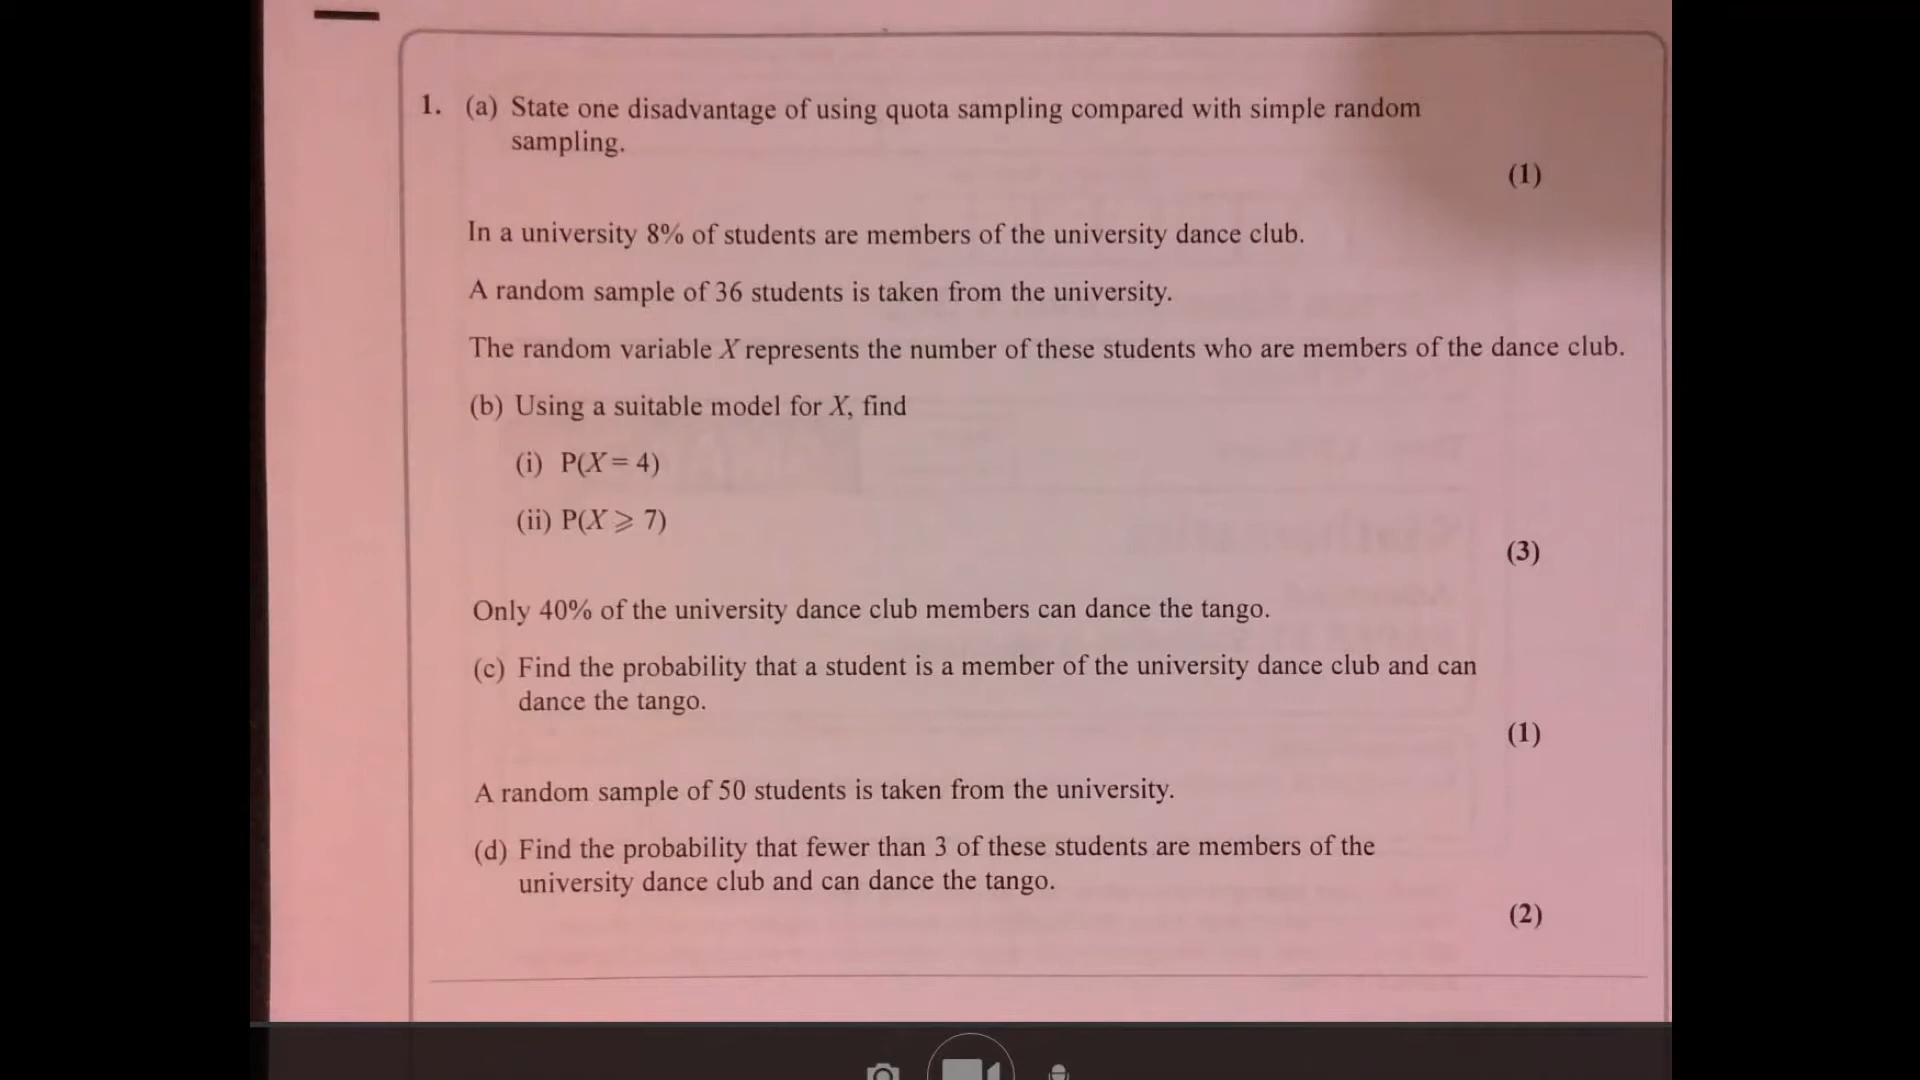 1. (a) State one disadvantage of using quota sampling compared with simple random
sampling.
(1)
In a university 8% of students are members of the university dance club.
A random sample of 36 students is taken from the university.
The random variable X represents the number of these students who are members of the dance club.
(b) Using a suitable model for X, find
(i) P(X = 4)
(ii) P(X ⩾ 7)
(3)
Only 40% of the university dance club members can dance the tango.
(c) Find the probability that a student is a member of the university dance club and can
dance the tango.
(1)
A random sample of 50 students is taken from the university.
(d) Find the probability that fewer than 3 of these students are members of the
university dance club and can dance the tango.
(2)